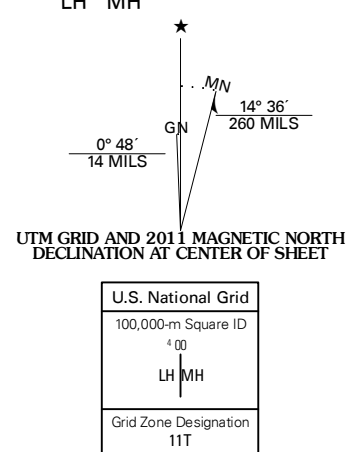 LH MH
★
MN
GN
14° 36´
260 MILS
0° 48´
14 MILS
UTM GRID AND 2011 MAGNETIC NORTH
DECLINATION AT CENTER OF SHEET
U.S. National Grid
100,000-m Square ID
4 00
LH MH
Grid Zone Designation
11T